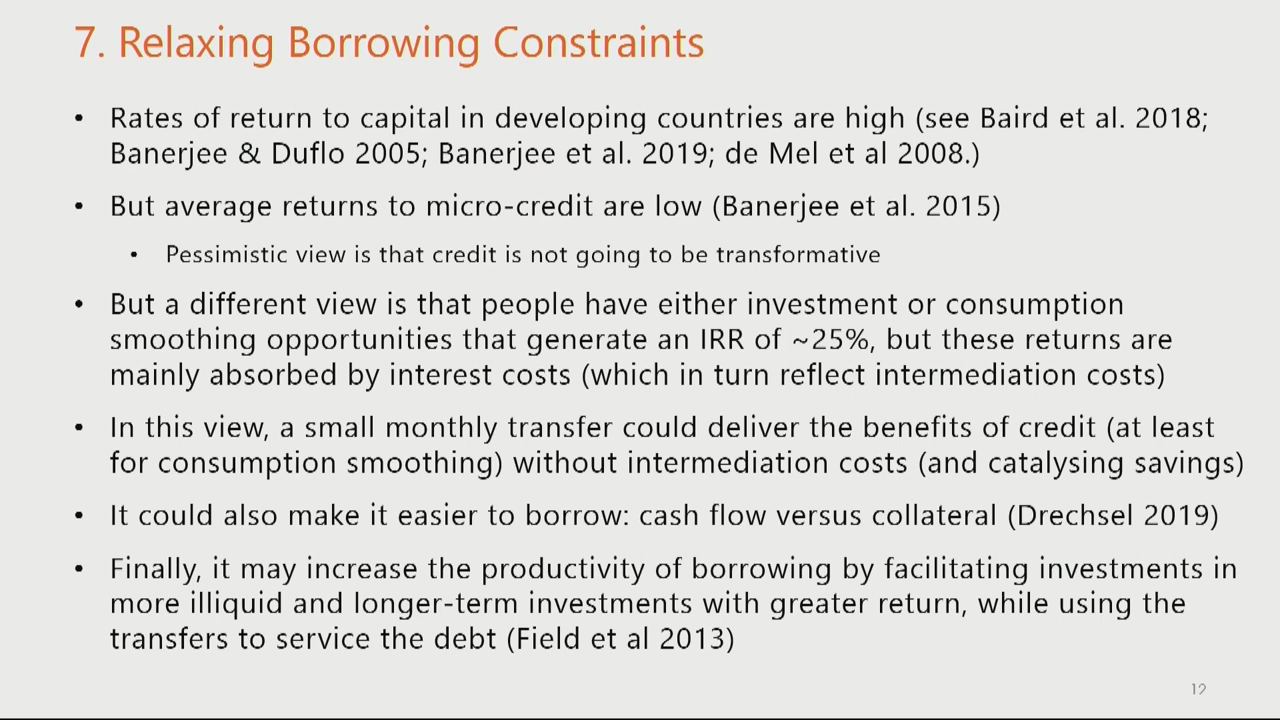 7. Relaxing Borrowing Constraints
• Rates of return to capital in developing countries are high (see Baird et al. 2018;
Banerjee & Duflo 2005; Banerjee et al. 2019; de Mel et al 2008.)
• But average returns to micro-credit are low (Banerjee et al. 2015)
• Pessimistic view is that credit is not going to be transformative
• But a different view is that people have either investment or consumption
smoothing opportunities that generate an IRR of ~25%, but these returns are
mainly absorbed by interest costs (which in turn reflect intermediation costs)
• In this view, a small monthly transfer could deliver the benefits of credit (at least
for consumption smoothing) without intermediation costs (and catalysing savings)
• It could also make it easier to borrow: cash flow versus collateral (Drechsel 2019)
• Finally, it may increase the productivity of borrowing by facilitating investments in
more illiquid and longer-term investments with greater return, while using the
transfers to service the debt (Field et al 2013)
12